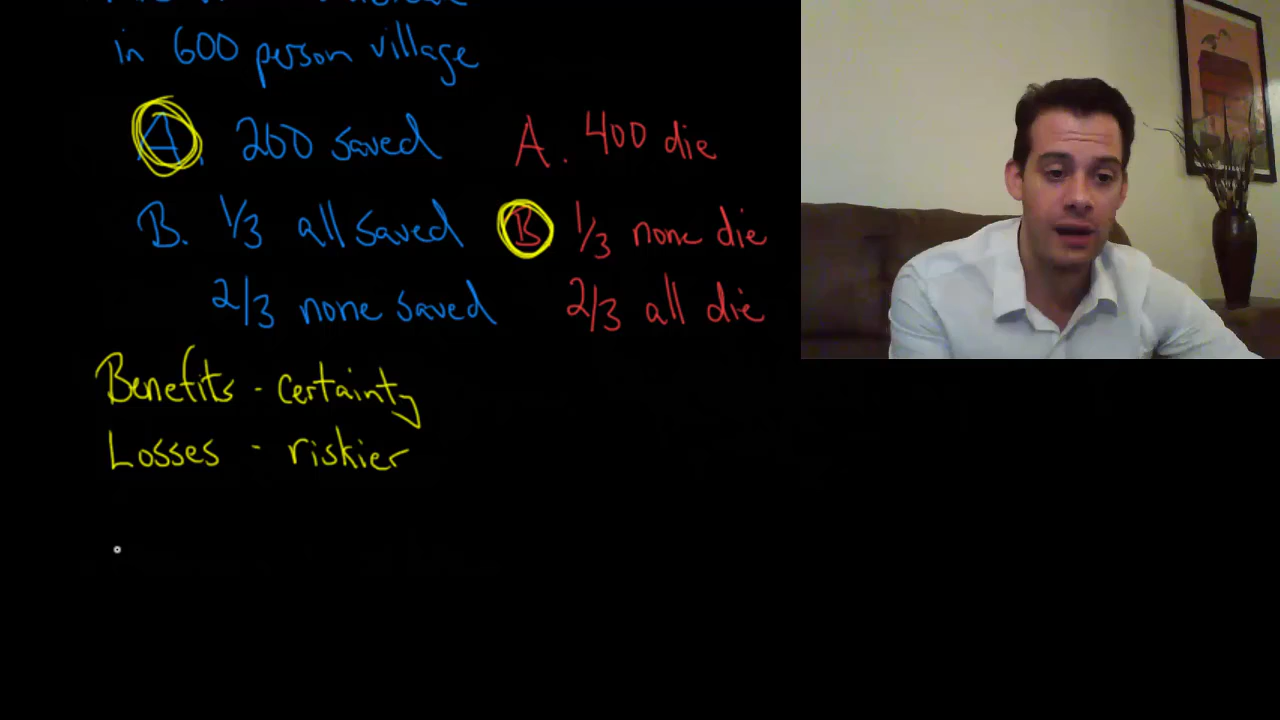 in 600 person village
A. 200 saved
A. 400 die
B. 1/3 all saved
B 1/3 none die
2/3 none saved
2/3 all die
Benefits - certainty
Losses - riskier